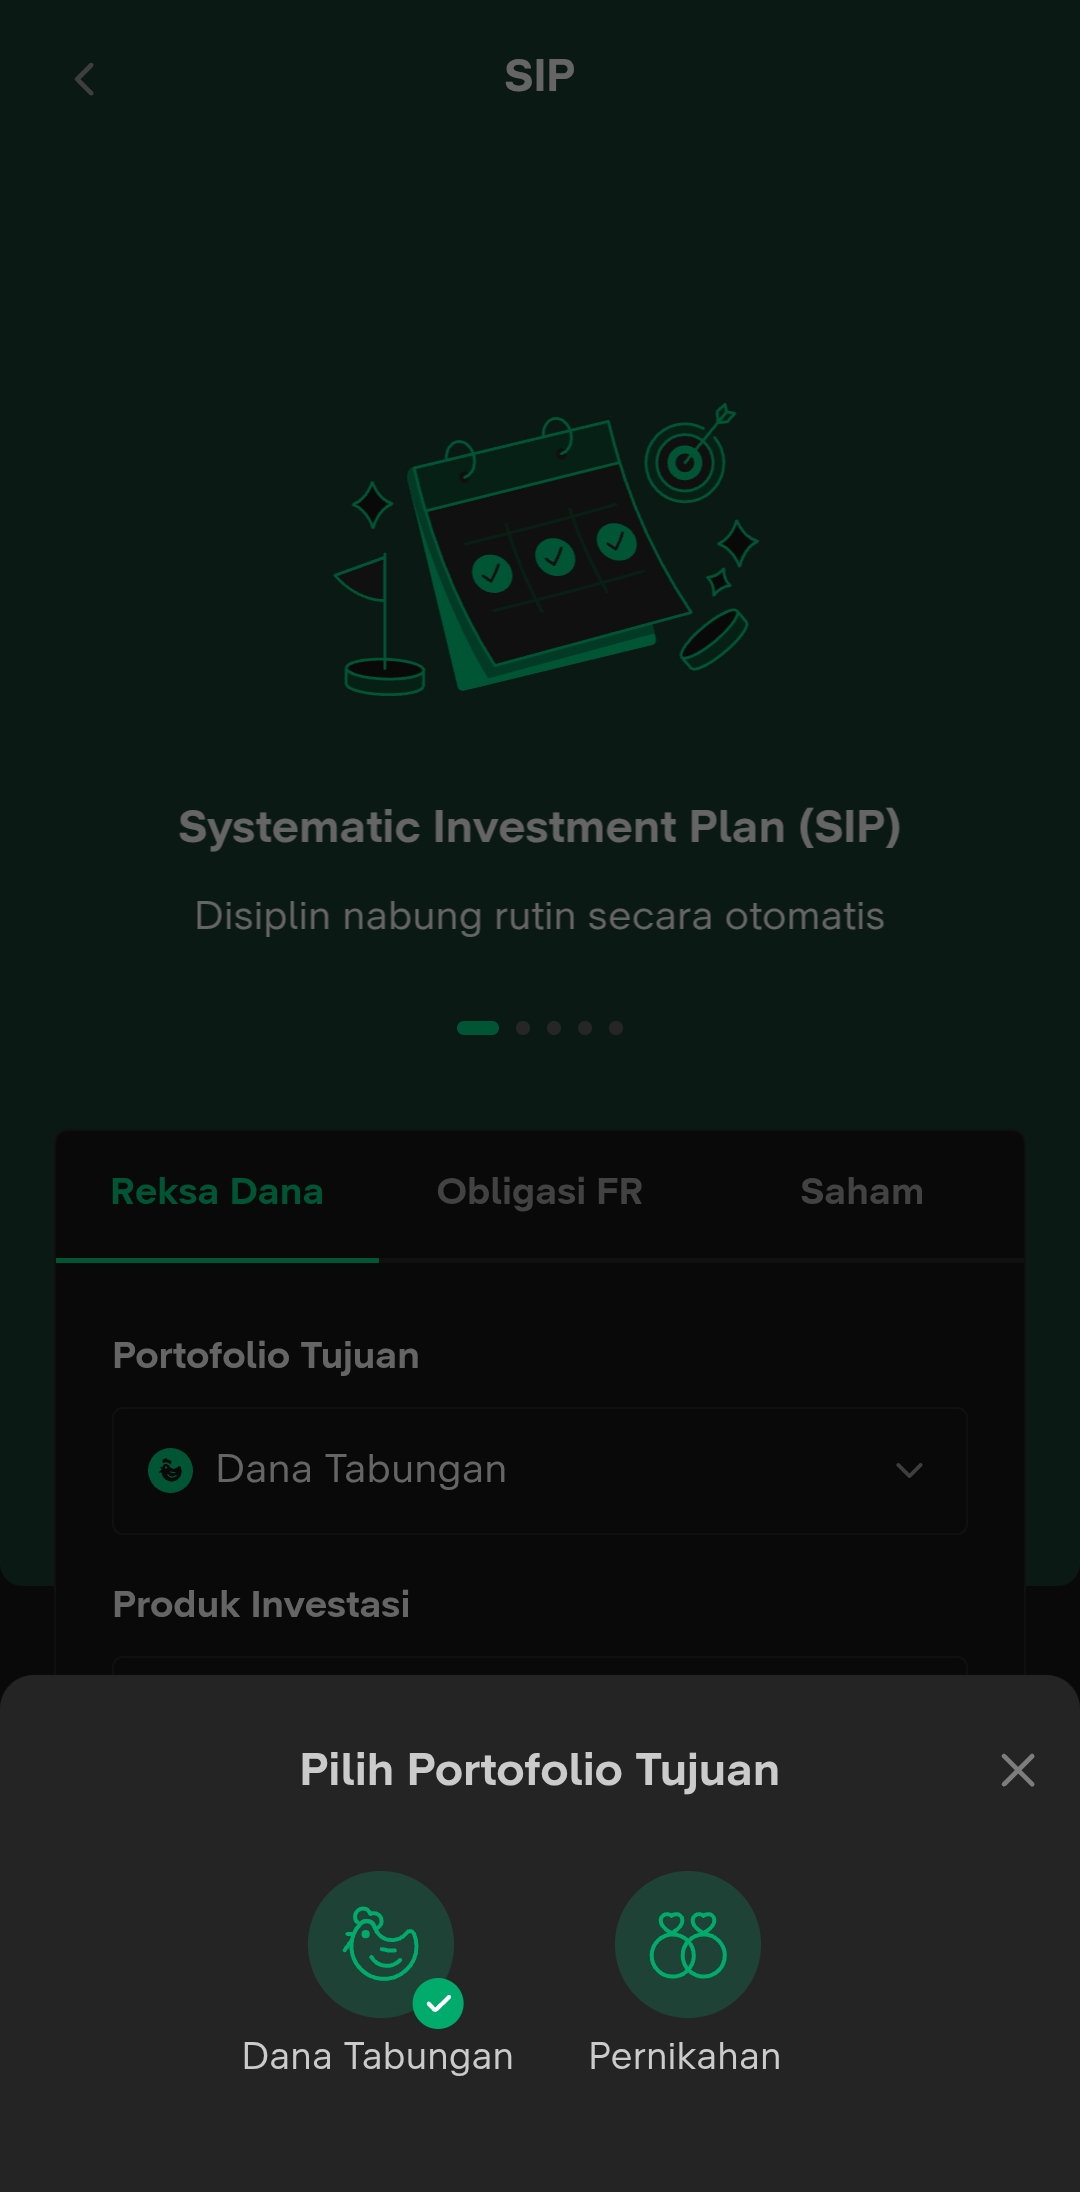 SIP
Systematic Investment Plan (SIP)
Disiplin nabung rutin secara otomatis
Reksa Dana
Obligasi FR
Saham
Portofolio Tujuan
Dana Tabungan
Produk Investasi
Pilih Portofolio Tujuan
Dana Tabungan
Pernikahan